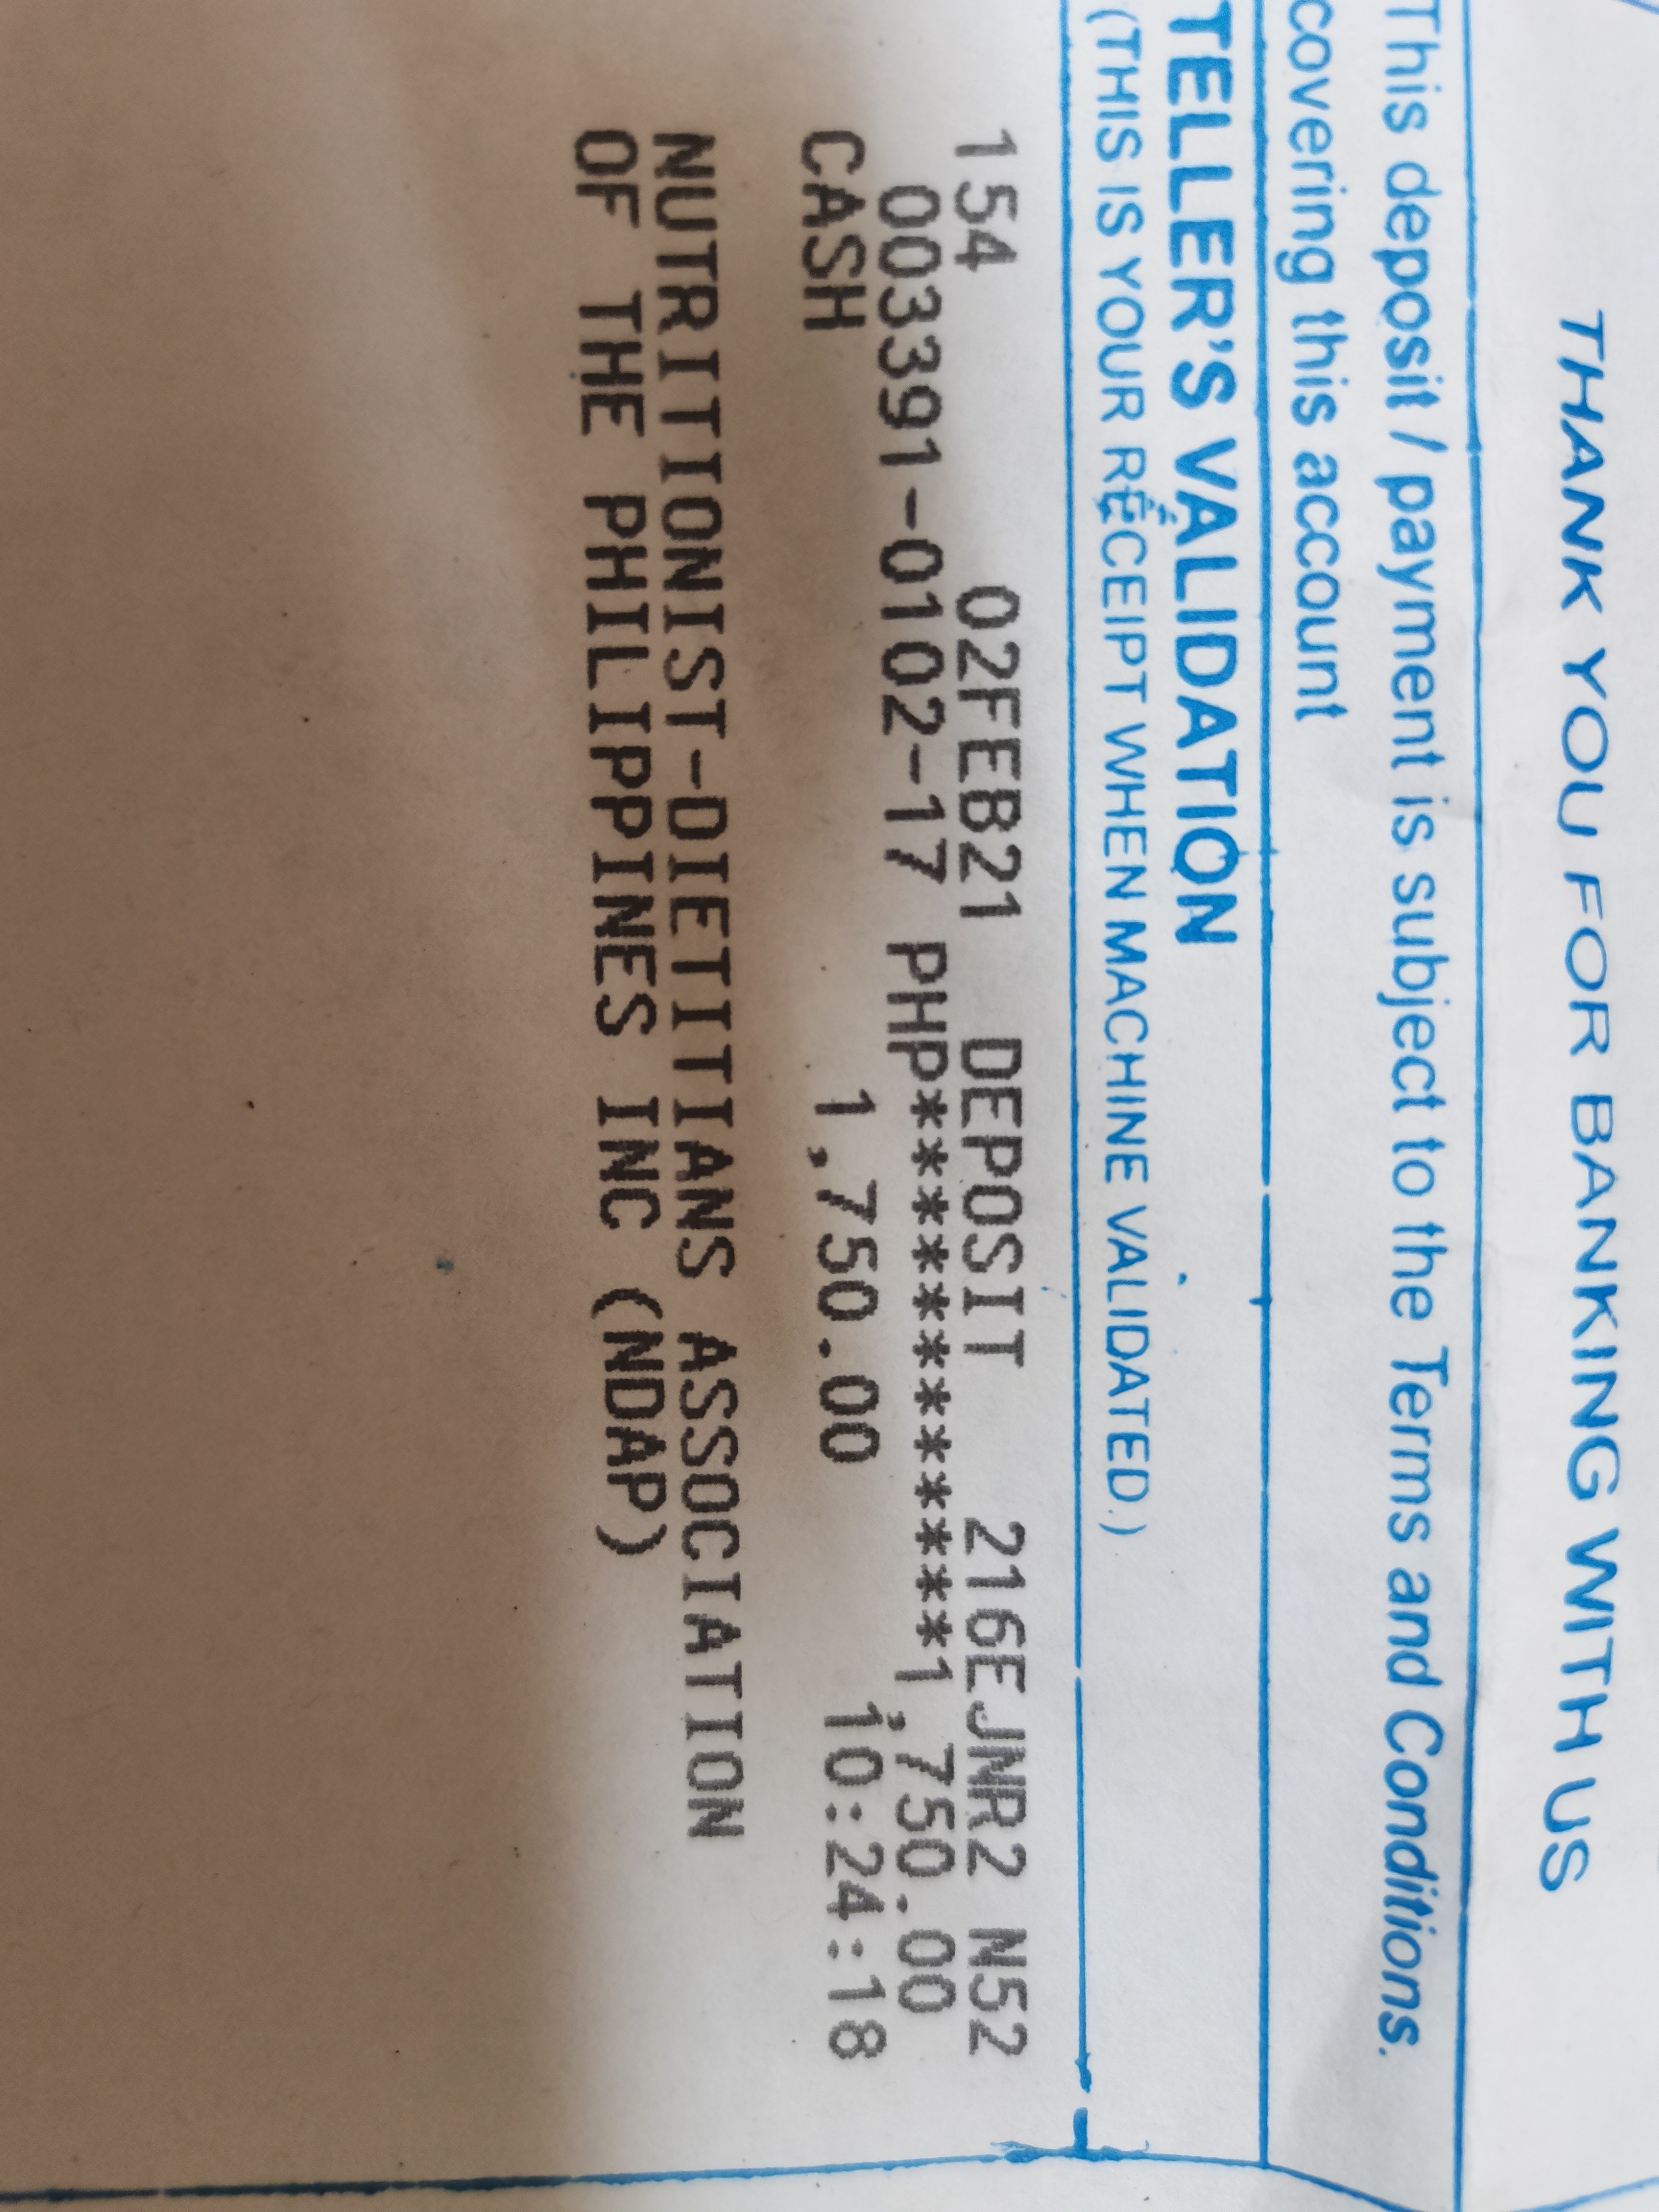 THANK YOU FOR BANKING WITH US
This deposit / payment is subject to the Terms and Conditions.
covering this account
TELLER'S VALIDATION
(THIS IS YOUR RECEIPT WHEN MACHINE VALIDATED.)
154 02FEB21 DEPOSIT 216EJNR2 N52
003391-0102-17 PHP************1,750.00
CASH 1,750.00 10:24:18
NUTRITIONIST-DIETITIANS ASSOCIATION
OF THE PHILIPPINES INC (NDAP)